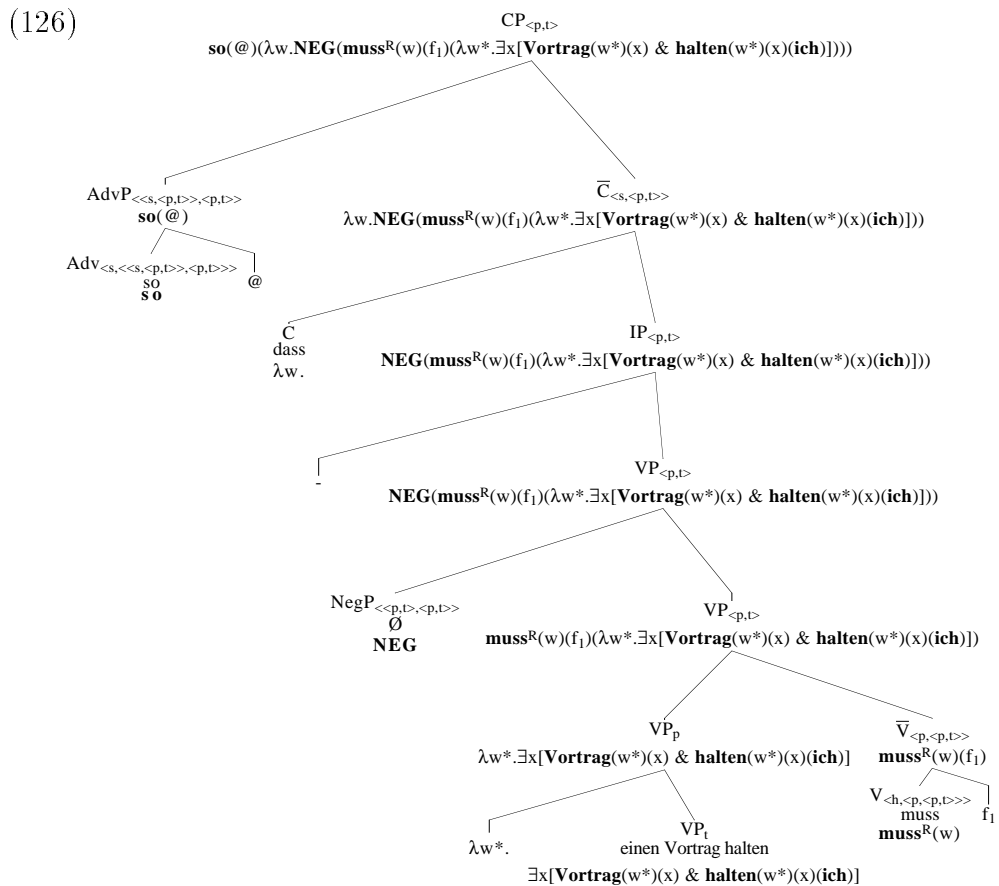 (126)
CP<p,t>
so(@)(λw.NEG(mussᴿ(w)(f₁)(λw*.∃x[Vortrag(w*)(x) & halten(w*)(x)(ich)])))
AdvP<<s,<p,t>>,<p,t>>
so(@)
C̅<s,<p,t>>
λw.NEG(mussᴿ(w)(f₁)(λw*.∃x[Vortrag(w*)(x) & halten(w*)(x)(ich)]))
Adv<s,<<s,<p,t>>,<p,t>>>
so
so
@
C
dass
λw.
IP<p,t>
NEG(mussᴿ(w)(f₁)(λw*.∃x[Vortrag(w*)(x) & halten(w*)(x)(ich)]))
-
VP<p,t>
NEG(mussᴿ(w)(f₁)(λw*.∃x[Vortrag(w*)(x) & halten(w*)(x)(ich)]))
NegP<<p,t>,<p,t>>
Ø
NEG
VP<p,t>
mussᴿ(w)(f₁)(λw*.∃x[Vortrag(w*)(x) & halten(w*)(x)(ich)])
VPp
λw*.∃x[Vortrag(w*)(x) & halten(w*)(x)(ich)]
V̅<p,<p,t>>
mussᴿ(w)(f₁)
V<h,<p,<p,t>>>
muss
mussᴿ(w)
f₁
λw*.
VPt
einen Vortrag halten
∃x[Vortrag(w*)(x) & halten(w*)(x)(ich)]